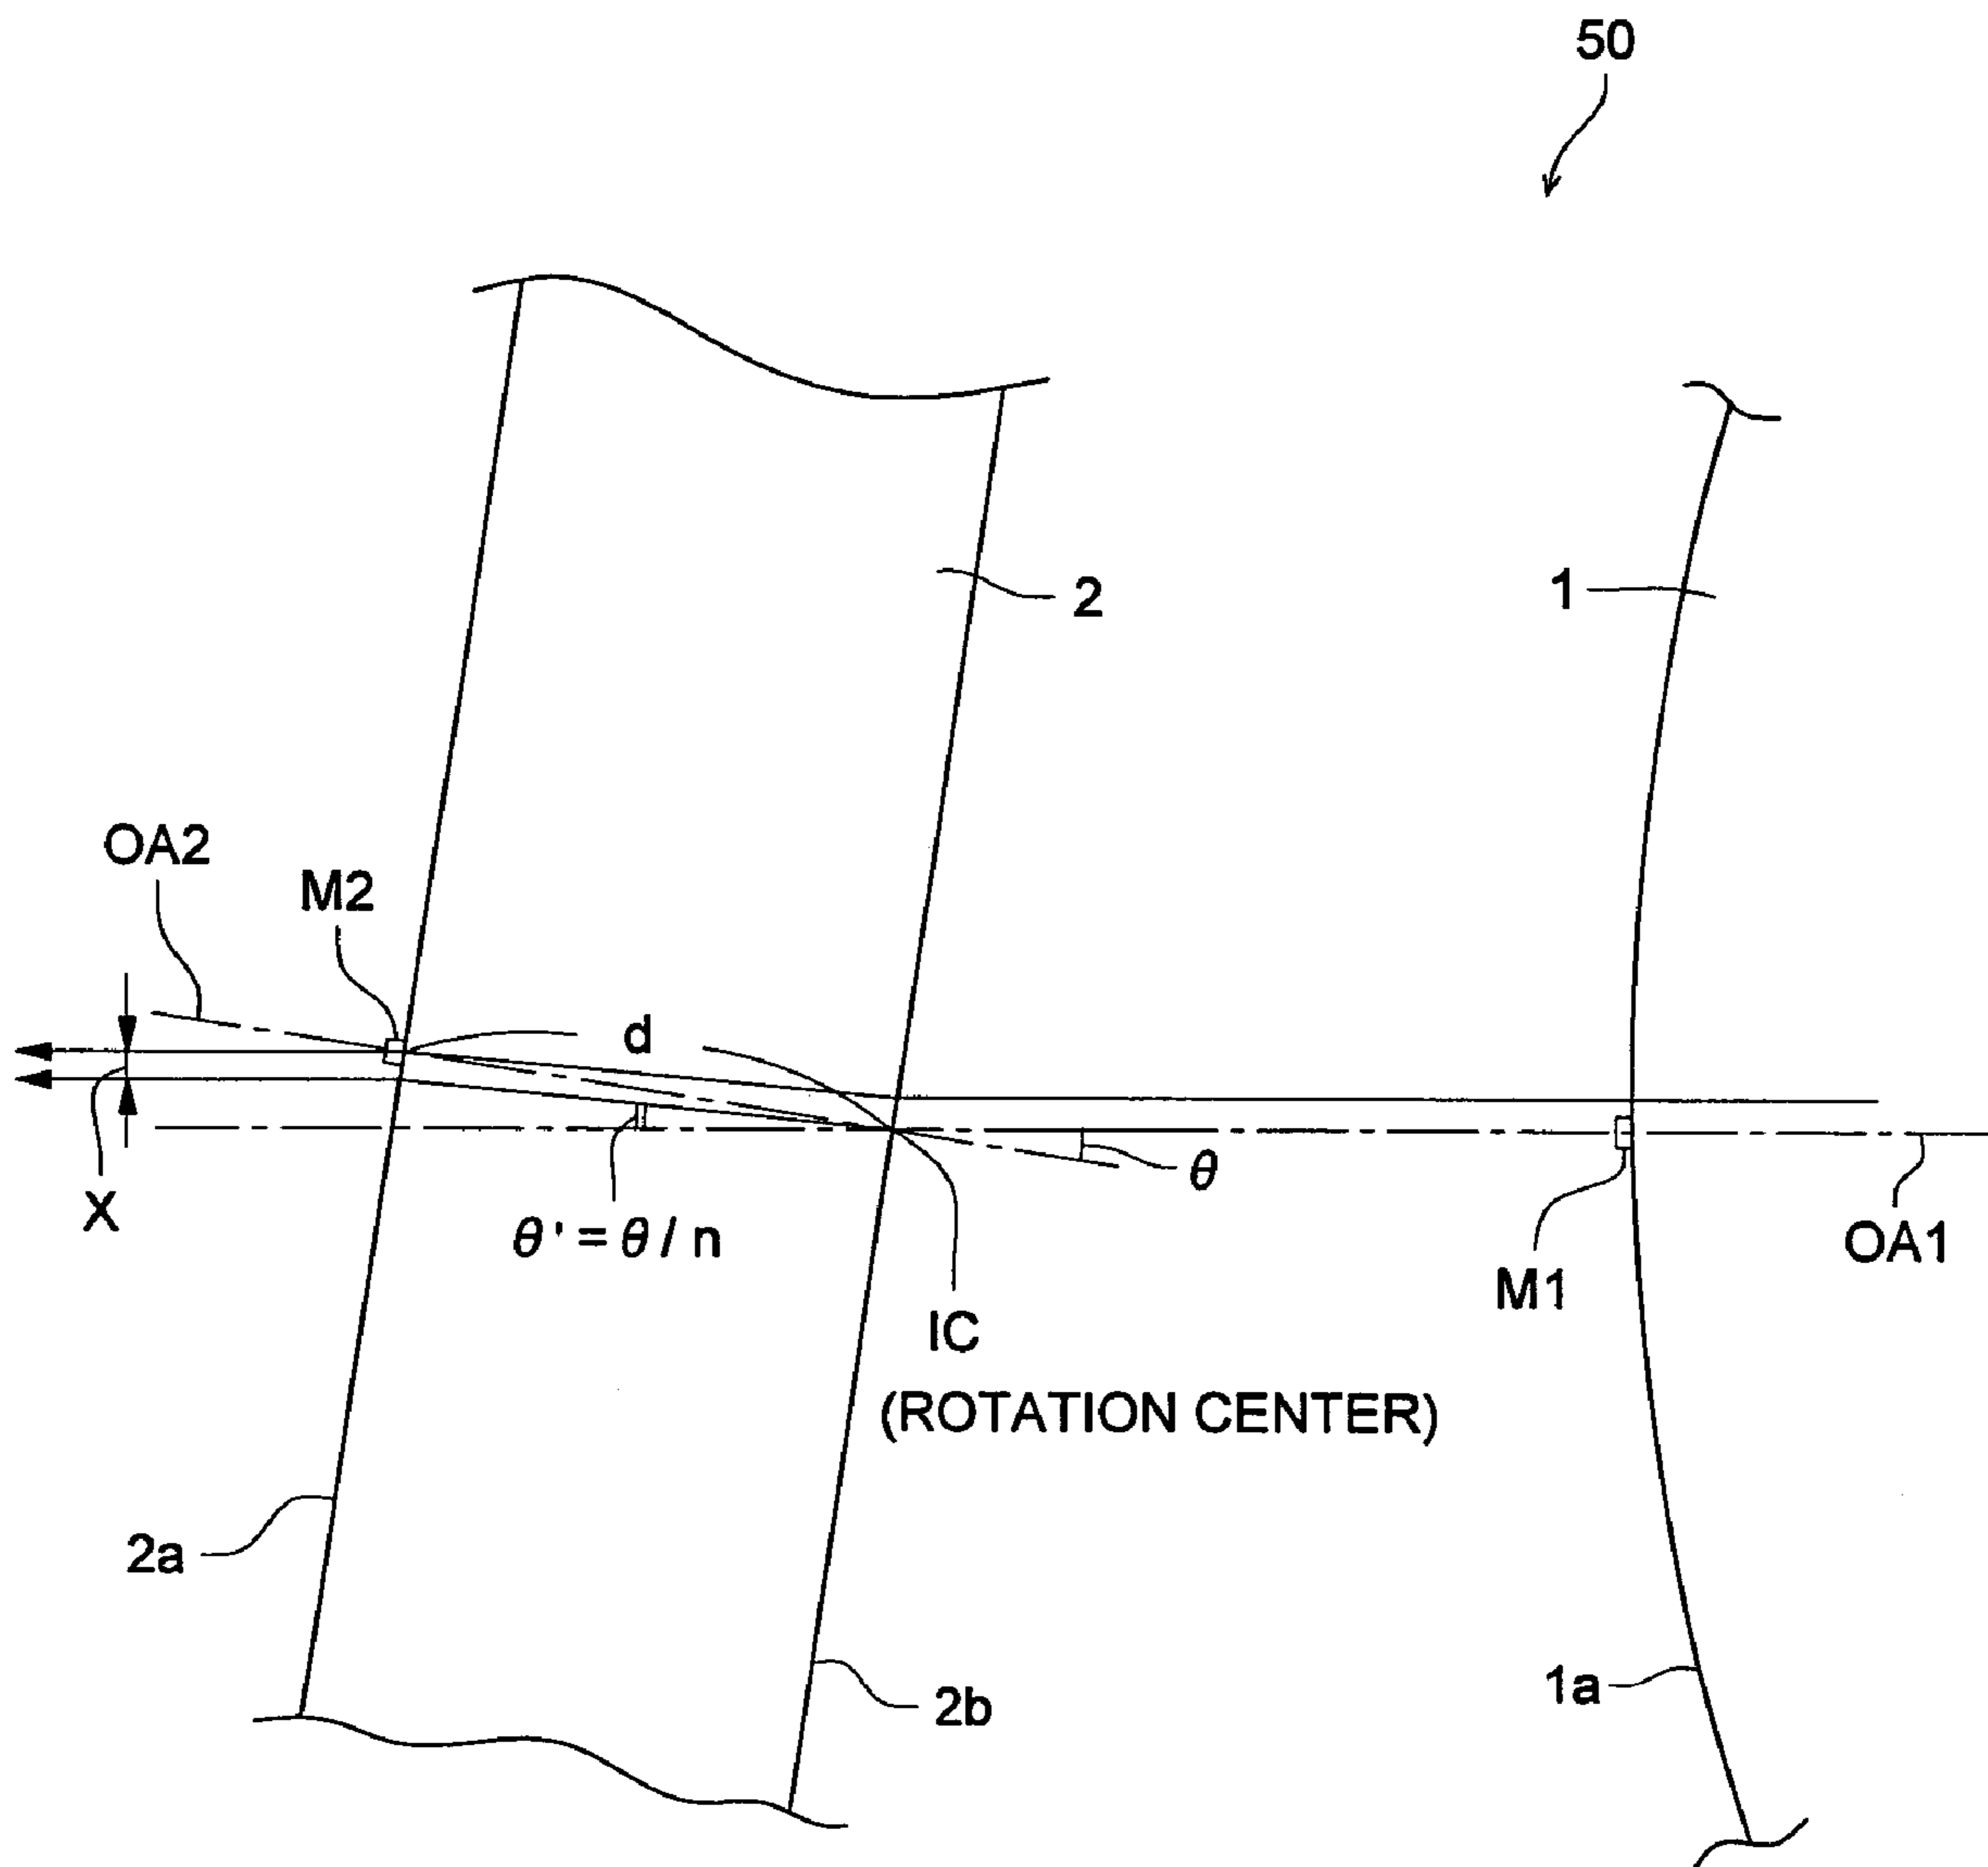 50
2
1
OA2
M2
d
θ
X
θ' = θ / n
OA1
M1
IC
(ROTATION CENTER)
2a
2b
1a